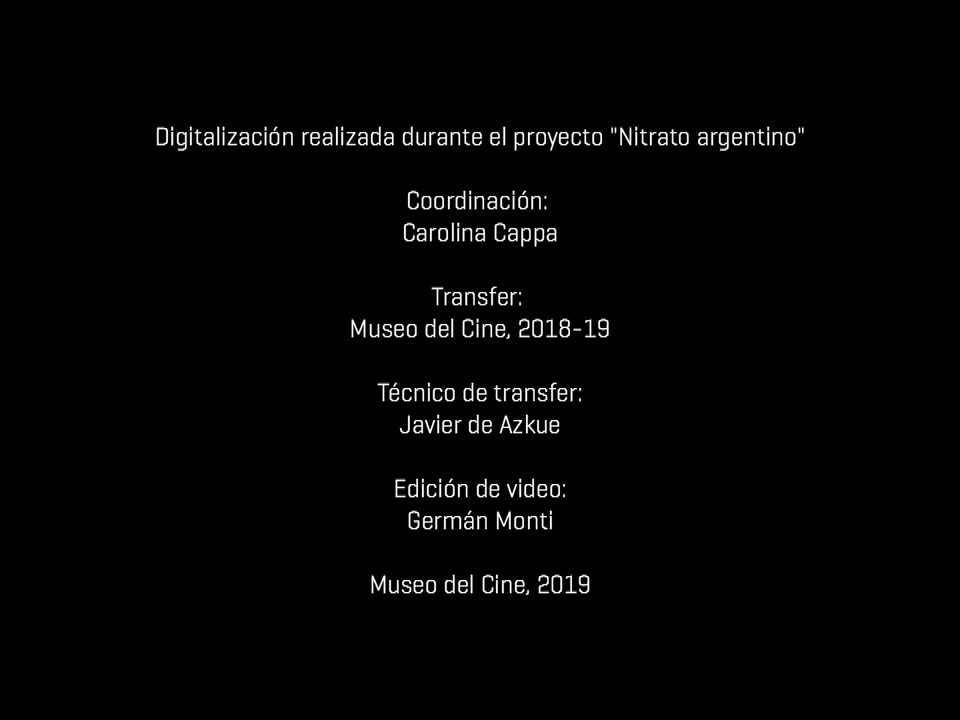 Digitalización realizada durante el proyecto "Nitrato argentino"
Coordinación:
Carolina Cappa
Transfer:
Museo del Cine, 2018-19
Técnico de transfer:
Javier de Azkue
Edición de video:
Germán Monti
Museo del Cine, 2019